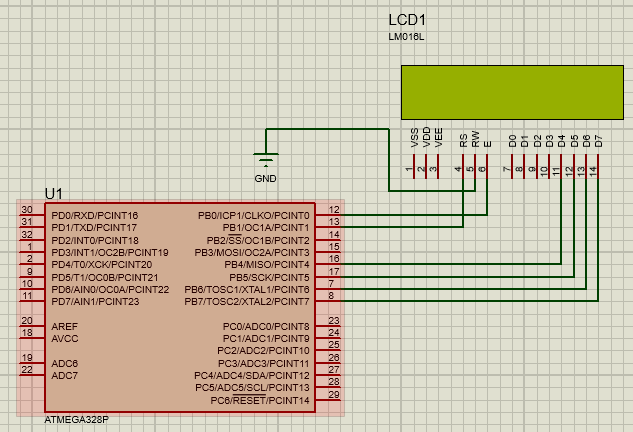 LCD1
LM016L
VSS VDD VEE RS RW E D0 D1 D2 D3 D4 D5 D6 D7
1 2 3 4 5 6 7 8 9 10 11 12 13 14
GND
U1
30 PD0/RXD/PCINT16 PB0/ICP1/CLKO/PCINT0 12
31 PD1/TXD/PCINT17 PB1/OC1A/PCINT1 13
32 PD2/INT0/PCINT18 PB2/SS/OC1B/PCINT2 14
1 PD3/INT1/OC2B/PCINT19 PB3/MOSI/OC2A/PCINT3 15
2 PD4/T0/XCK/PCINT20 PB4/MISO/PCINT4 16
9 PD5/T1/OC0B/PCINT21 PB5/SCK/PCINT5 17
10 PD6/AIN0/OC0A/PCINT22 PB6/TOSC1/XTAL1/PCINT6 7
11 PD7/AIN1/PCINT23 PB7/TOSC2/XTAL2/PCINT7 8
20 AREF PC0/ADC0/PCINT8 23
18 AVCC PC1/ADC1/PCINT9 24
PC2/ADC2/PCINT10 25
19 ADC6 PC3/ADC3/PCINT11 26
22 ADC7 PC4/ADC4/SDA/PCINT12 27
PC5/ADC5/SCL/PCINT13 28
PC6/RESET/PCINT14 29
ATMEGA328P